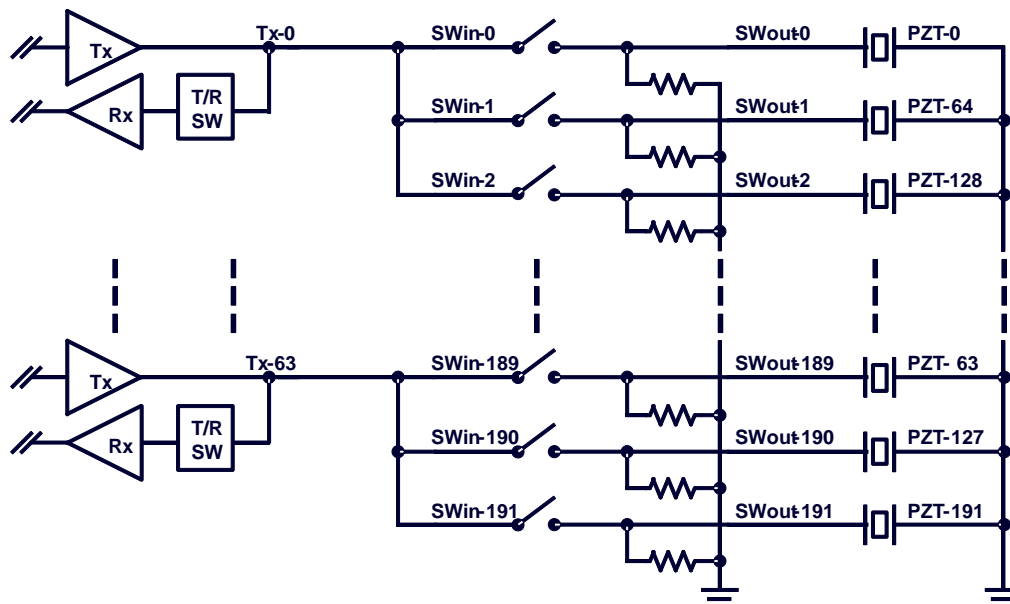 Tx Tx-0 SWin-0 SWout-0 PZT-0
Rx T/R SW SWin-1 SWout-1 PZT-64
SWin-2 SWout-2 PZT-128
Tx Tx-63 SWin-189 SWout-189 PZT- 63
Rx T/R SW SWin-190 SWout-190 PZT-127
SWin-191 SWout-191 PZT-191